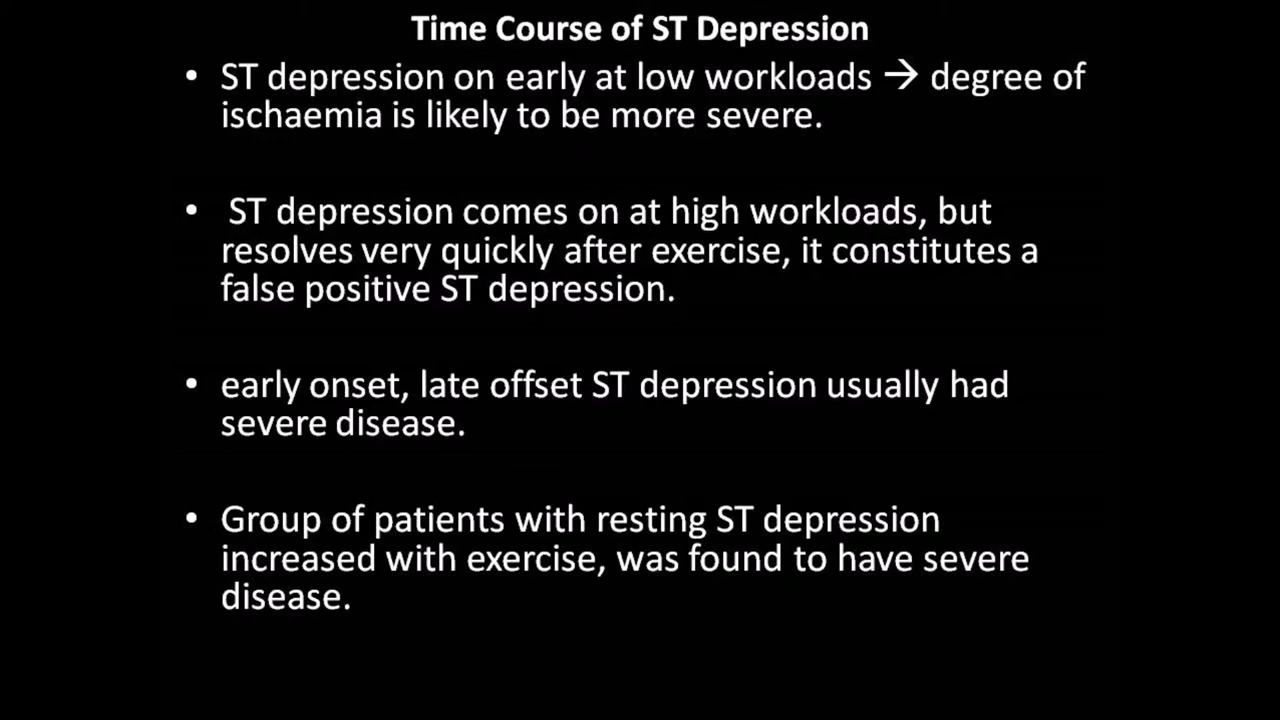 Time Course of ST Depression
• ST depression on early at low workloads → degree of
ischaemia is likely to be more severe.
• ST depression comes on at high workloads, but
resolves very quickly after exercise, it constitutes a
false positive ST depression.
• early onset, late offset ST depression usually had
severe disease.
• Group of patients with resting ST depression
increased with exercise, was found to have severe
disease.